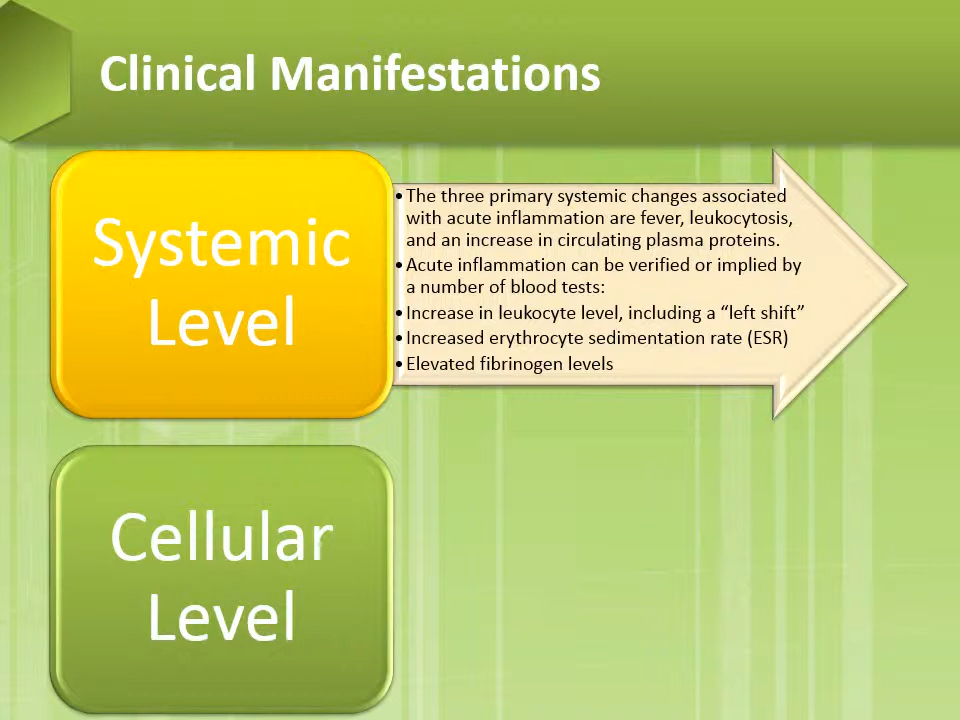 Clinical Manifestations
Systemic
Level
• The three primary systemic changes associated
with acute inflammation are fever, leukocytosis,
and an increase in circulating plasma proteins.
• Acute inflammation can be verified or implied by
a number of blood tests:
• Increase in leukocyte level, including a “left shift”
• Increased erythrocyte sedimentation rate (ESR)
• Elevated fibrinogen levels
Cellular
Level